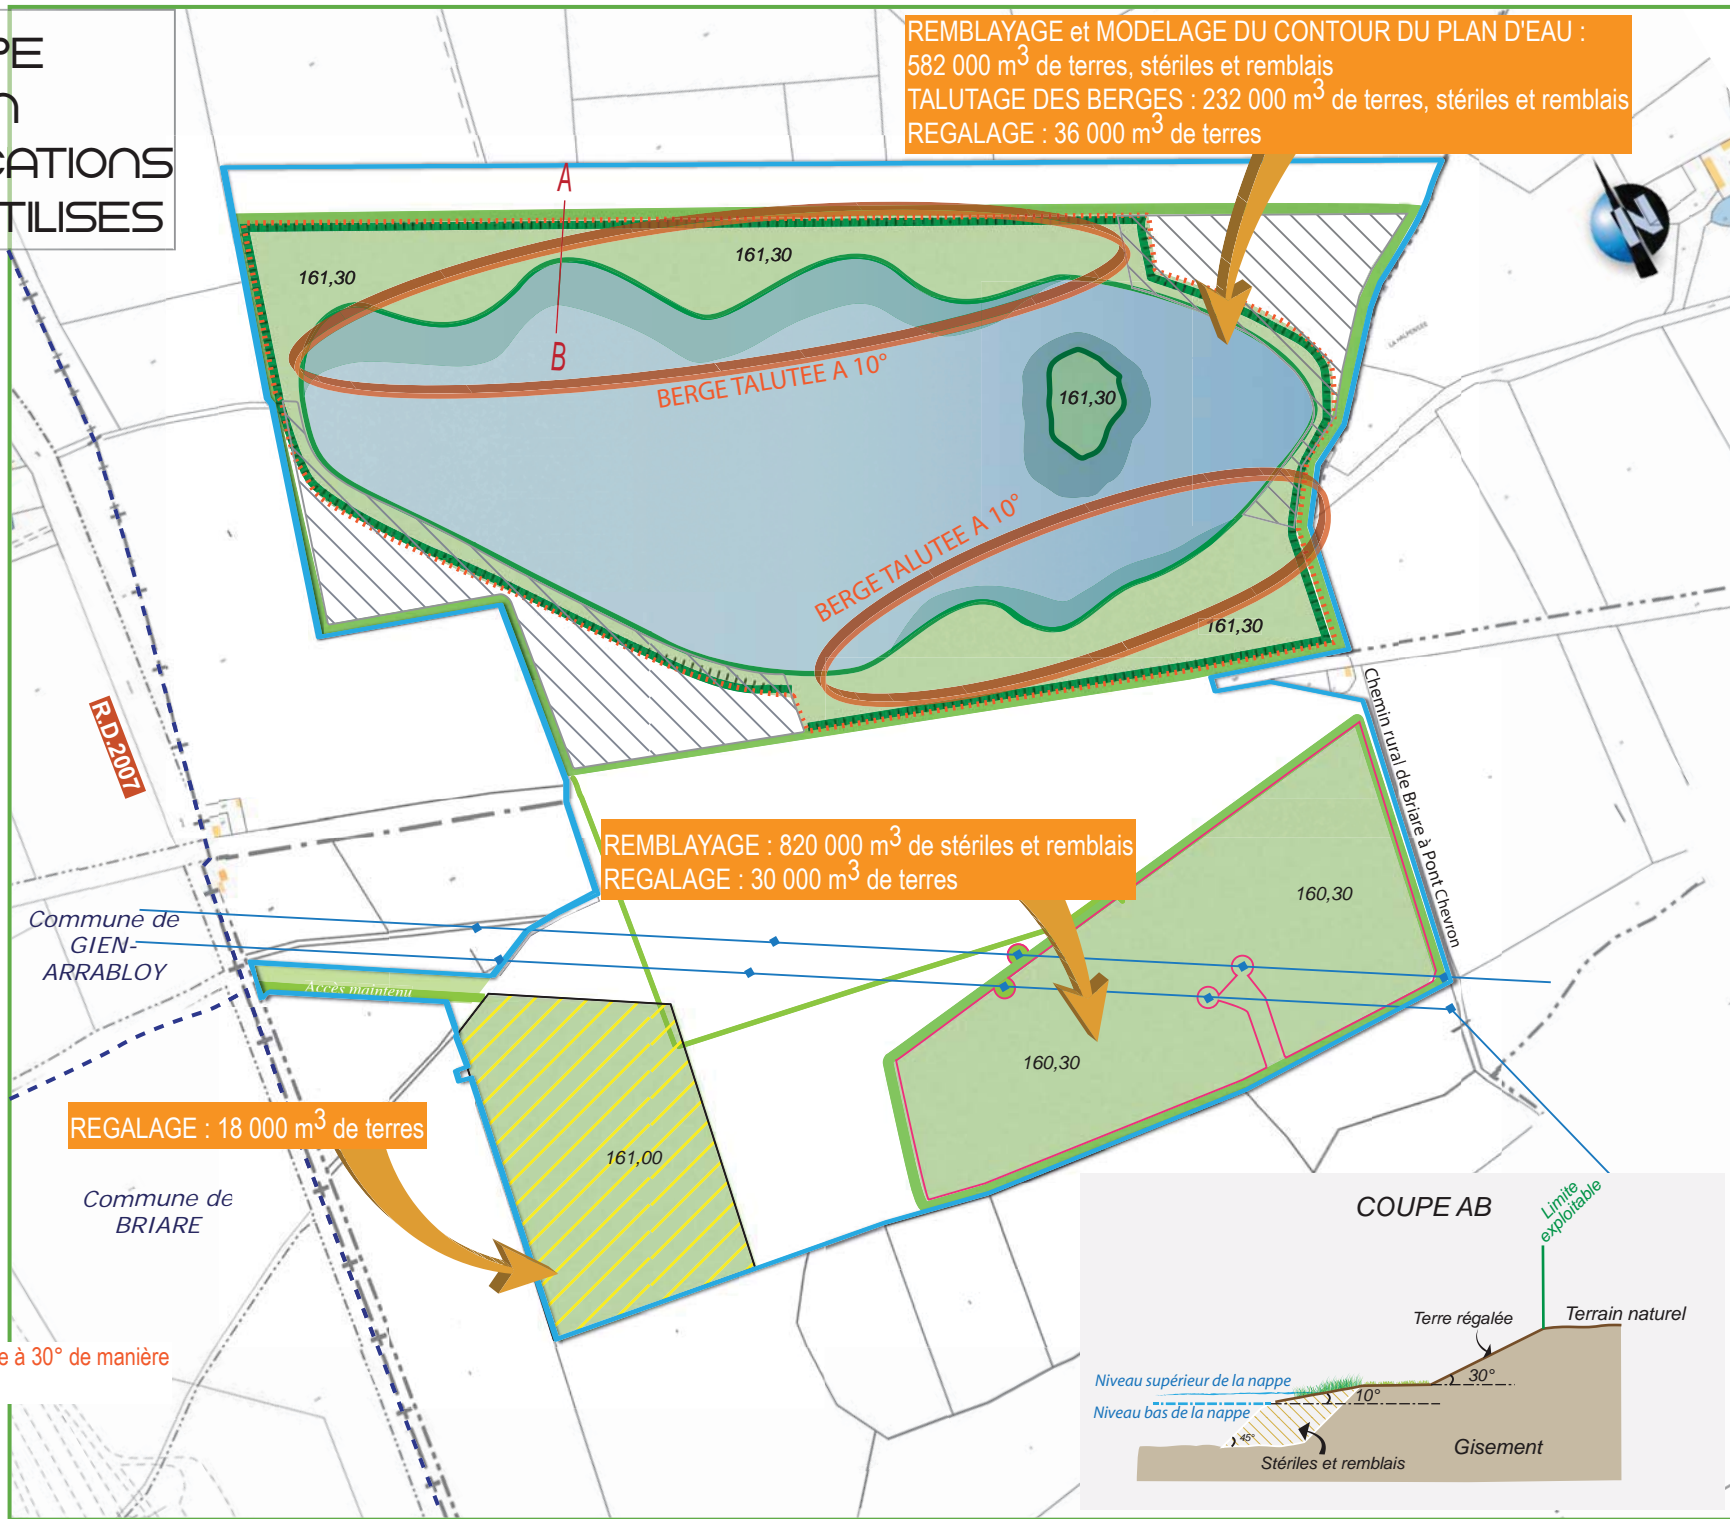 PE
n
CATIONS
TILISES
REMBLAYAGE et MODELAGE DU CONTOUR DU PLAN D'EAU :
582 000 m³ de terres, stériles et remblais
TALUTAGE DES BERGES : 232 000 m³ de terres, stériles et remblais
REGALAGE : 36 000 m³ de terres
A
B
161,30
161,30
BERGE TALUTEE A 10°
161,30
BERGE TALUTEE A 10°
161,30
LA HALPENSEE
N
R.D.2007
Chemin rural de Briare à Pont Chevron
REMBLAYAGE : 820 000 m³ de stériles et remblais
REGALAGE : 30 000 m³ de terres
160,30
160,30
Commune de
GIEN-
ARRABLOY
Accès maintenu
REGALAGE : 18 000 m³ de terres
161,00
Commune de
BRIARE
e à 30° de manière
COUPE AB
Limite
exploitable
Terre régalée
Terrain naturel
30°
Niveau supérieur de la nappe
10°
Niveau bas de la nappe
45°
Gisement
Stériles et remblais